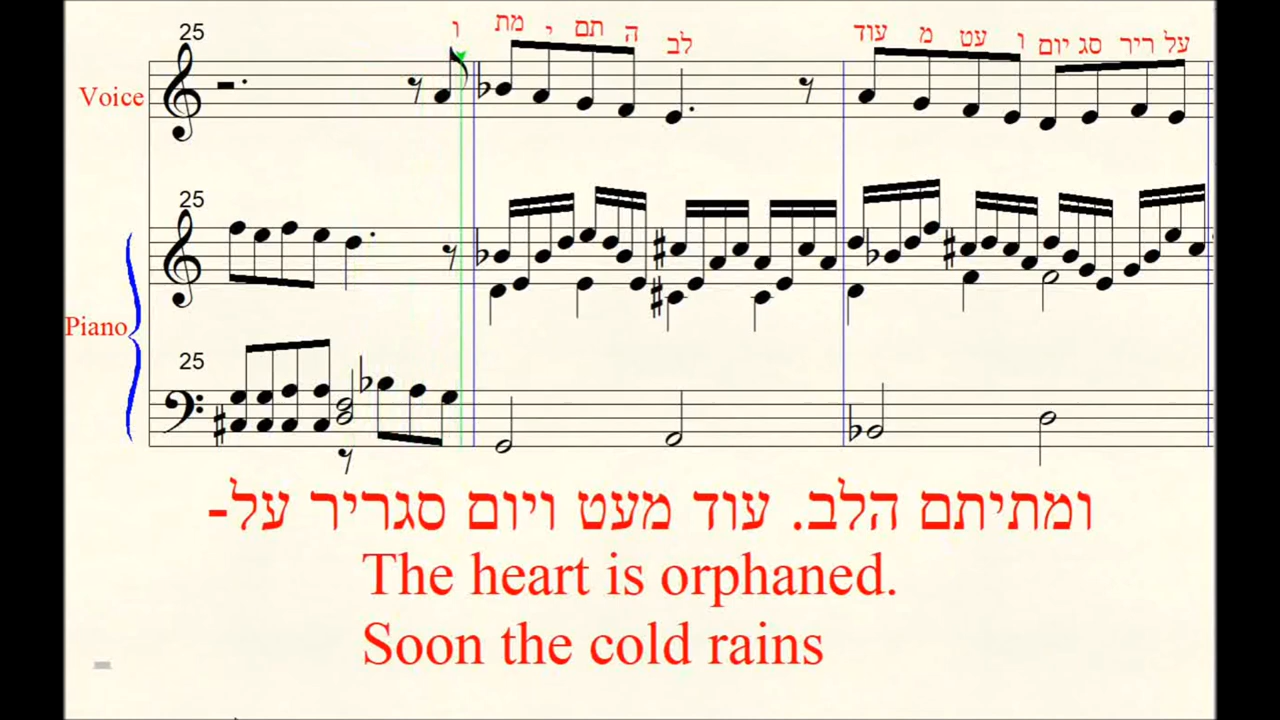 25
ו מת י תם ה לב עוד מ עט ו יום סג ריר על
Voice
25
Piano
25
ומתיתם הלב. עוד מעט ויום סגריר על-
The heart is orphaned.
Soon the cold rains